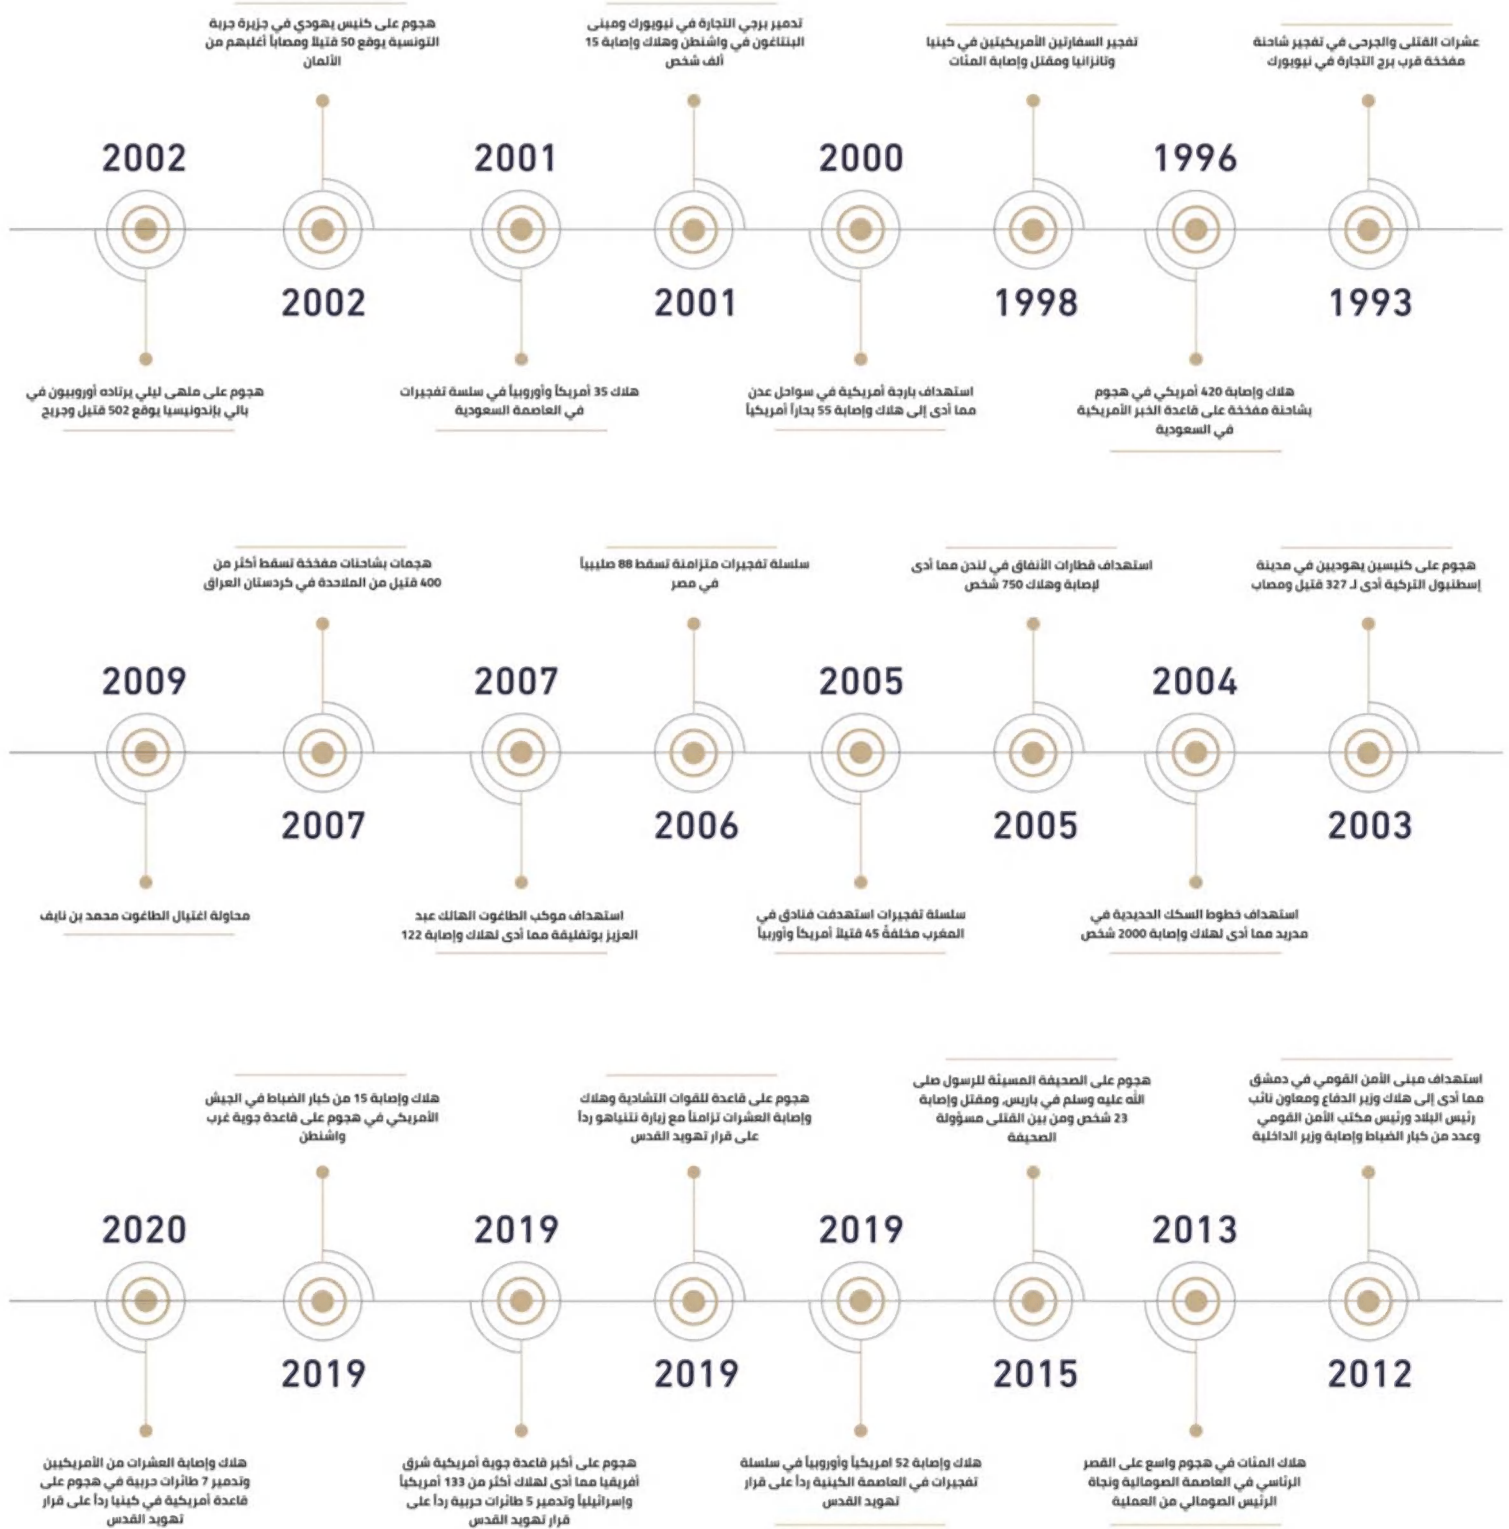 عشرات القتلى والجرحى في تفجير شاحنة
مفخخة قرب برج التجارة في نيويورك
1993
1996
هلاك وإصابة 420 أمريكي في هجوم
بشاحنة مفخخة على قاعدة الخبر الأمريكية
في السعودية
تفجير السفارتين الأمريكيتين في كينيا
وتانزانيا ومقتل وإصابة المئات
1998
2000
استهداف بارجة أمريكية في سواحل عدن
مما أدى إلى هلاك وإصابة 55 بحاراً أمريكياً
تدمير برجي التجارة في نيويورك ومبنى
البنتاغون في واشنطن وهلاك وإصابة 15
ألف شخص
2001
2001
هلاك 35 أمريكاً وأوروبياً في سلسة تفجيرات
في العاصمة السعودية
هجوم على كنيس يهودي في جزيرة جربة
التونسية يوقع 50 قتيلاً ومصاباً أغلبهم من
الألمان
2002
2002
هجوم على ملهى ليلي يرتاده أوروبيون في
بالي بإندونيسيا يوقع 502 قتيل وجريح
هجوم على كنيسين يهوديين في مدينة
إسطنبول التركية أدى لـ 327 قتيل ومصاب
2003
2004
استهداف خطوط السكك الحديدية في
مدريد مما أدى لهلاك وإصابة 2000 شخص
استهداف قطارات الأنفاق في لندن مما أدى
لإصابة وهلاك 750 شخص
2005
2005
سلسلة تفجيرات استهدفت فنادق في
المغرب مخلفةً 45 قتيلاً أمريكاً وأوربياً
سلسلة تفجيرات متزامنة تسقط 88 صليبياً
في مصر
2006
2007
استهداف موكب الطاغوت الهالك عبد
العزيز بوتفليقة مما أدى لهلاك وإصابة 122
هجمات بشاحنات مفخخة تسقط أكثر من
400 قتيل من الملاحدة في كردستان العراق
2007
2009
محاولة اغتيال الطاغوت محمد بن نايف
استهداف مبنى الأمن القومي في دمشق
مما أدى إلى هلاك وزير الدفاع ومعاون نائب
رئيس البلاد ورئيس مكتب الأمن القومي
وعدد من كبار الضباط وإصابة وزير الداخلية
2012
2013
هلاك المئات في هجوم واسع على القصر
الرئاسي في العاصمة الصومالية ونجاة
الرئيس الصومالي من العملية
هجوم على الصحيفة المسيئة للرسول صلى
الله عليه وسلم في باريس، ومقتل وإصابة
23 شخص ومن بين القتلى مسؤولة
الصحيفة
2015
2019
هلاك وإصابة 52 امريكياً وأوروبياً في سلسلة
تفجيرات في العاصمة الكينية رداً على قرار
تهويد القدس
هجوم على قاعدة للقوات التشادية وهلاك
وإصابة العشرات تزامناً مع زيارة نتنياهو رداً
على قرار تهويد القدس
2019
2019
هجوم على أكبر قاعدة جوية أمريكية شرق
أفريقيا مما أدى لهلاك أكثر من 133 أمريكياً
وإسرائيلياً وتدمير 5 طائرات حربية رداً على
قرار تهويد القدس
هلاك وإصابة 15 من كبار الضباط في الجيش
الأمريكي في هجوم على قاعدة جوية غرب
واشنطن
2019
2020
هلاك وإصابة العشرات من الأمريكيين
وتدمير 7 طائرات حربية في هجوم على
قاعدة أمريكية في كينيا رداً على قرار
تهويد القدس